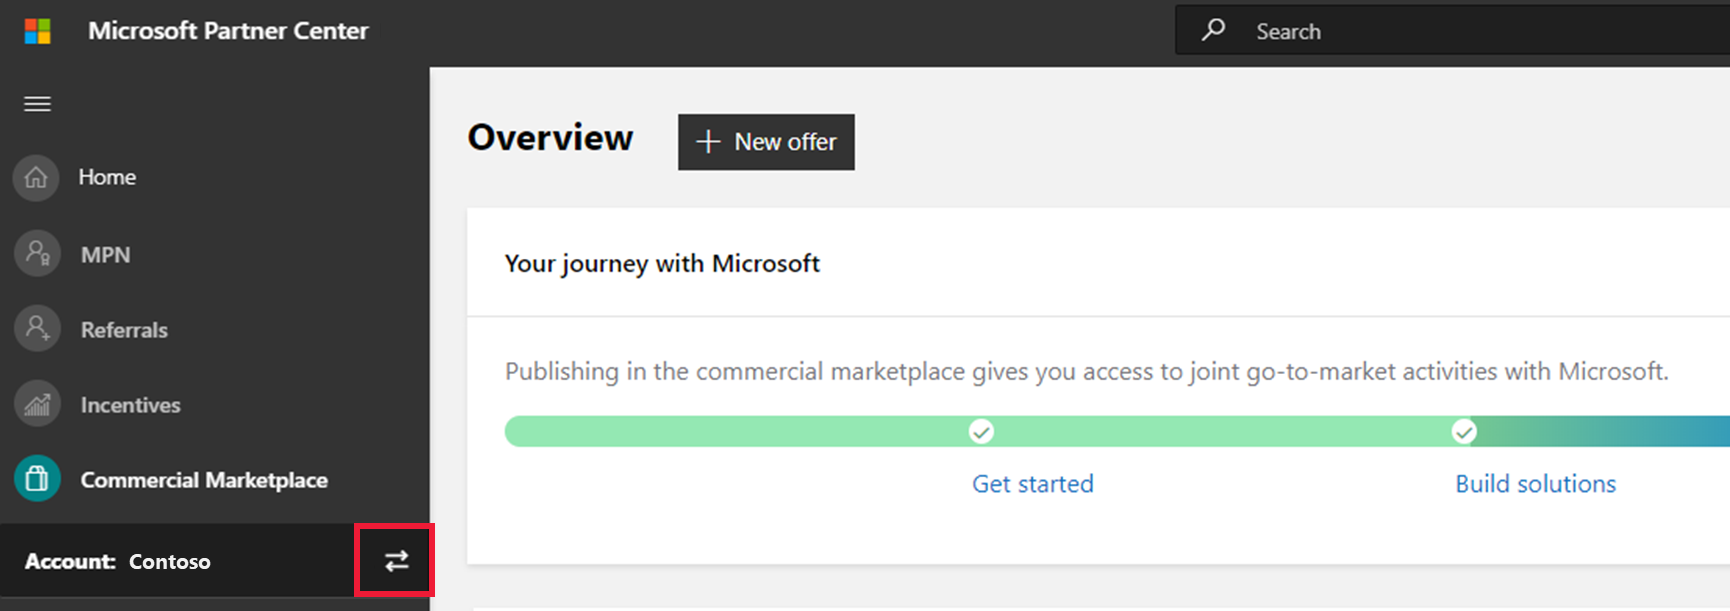 Microsoft Partner Center
Search
Home
MPN
Referrals
Incentives
Commercial Marketplace
Account: Contoso
Overview
New offer
Your journey with Microsoft
Publishing in the commercial marketplace gives you access to joint go-to-market activities with Microsoft.
Get started
Build solutions